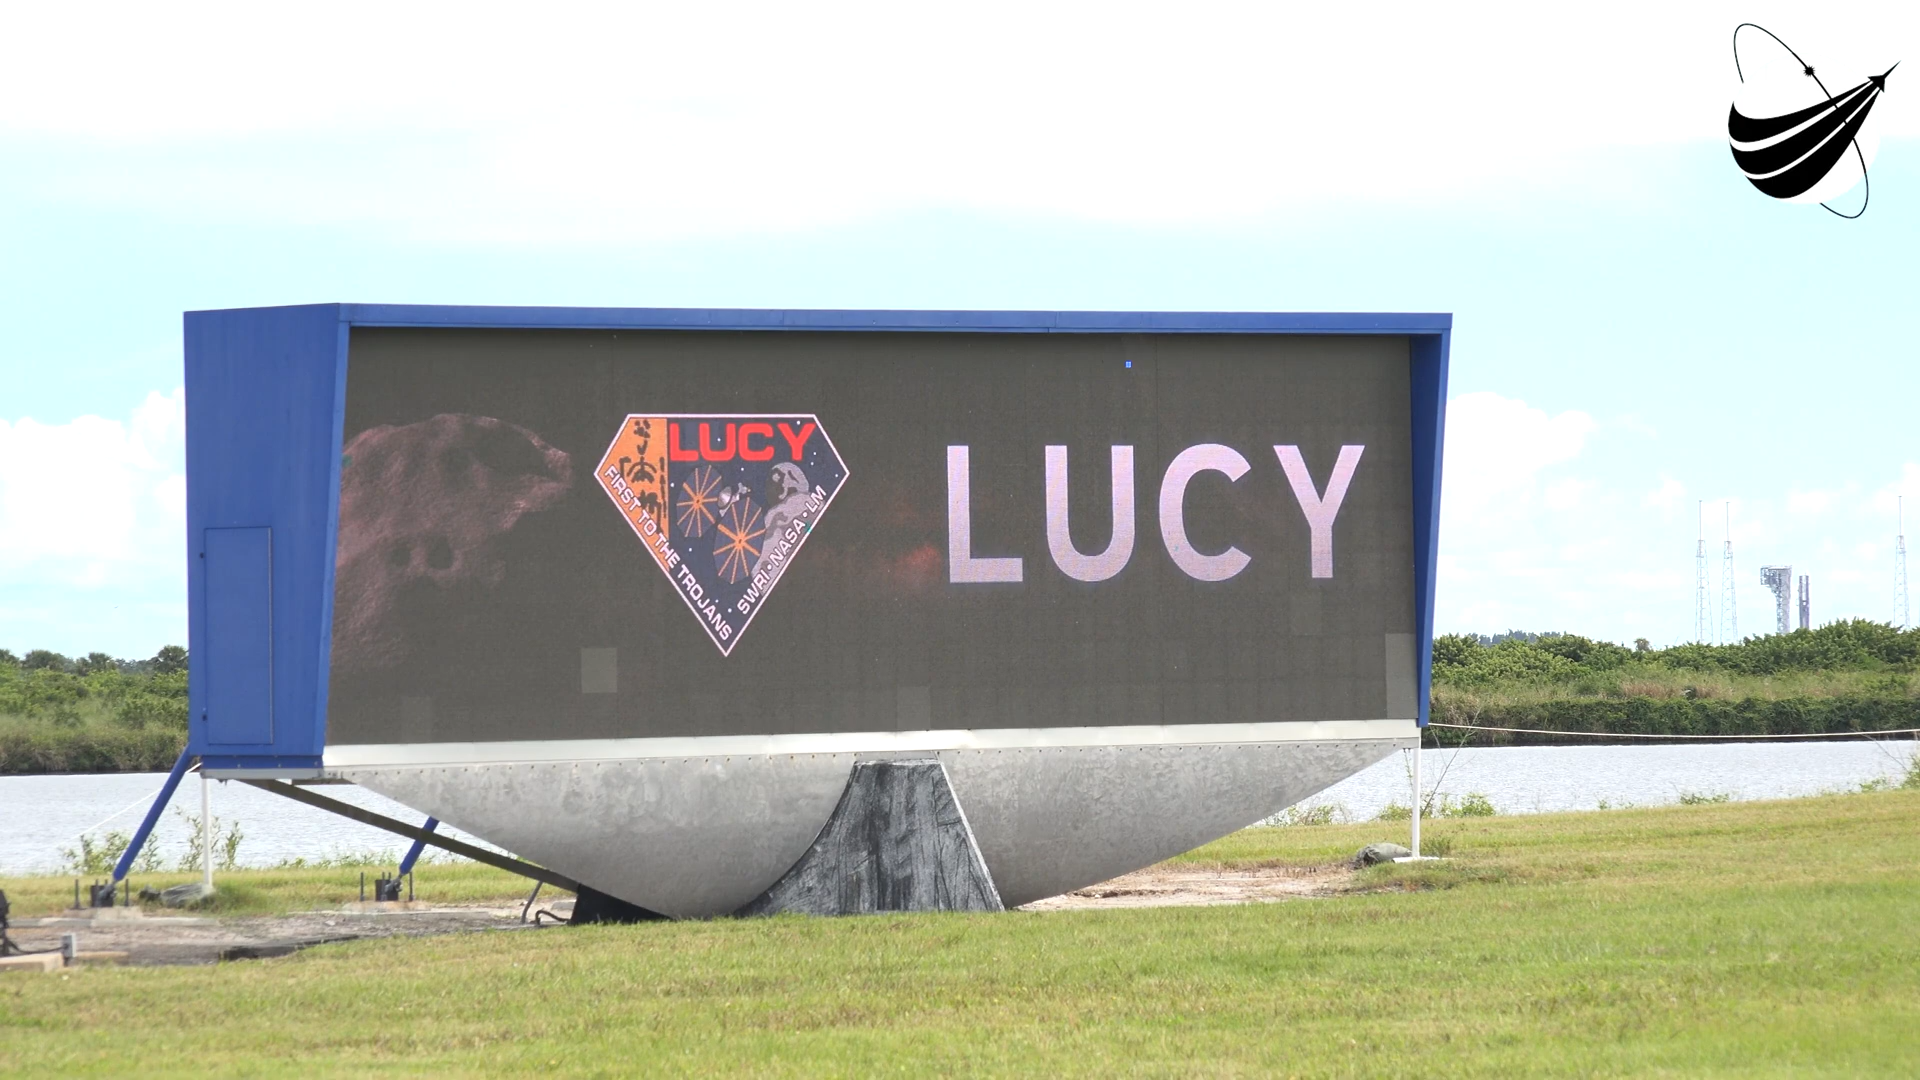 LUCY
FIRST TO THE TROJANS
SWRI • NASA • LM
LUCY